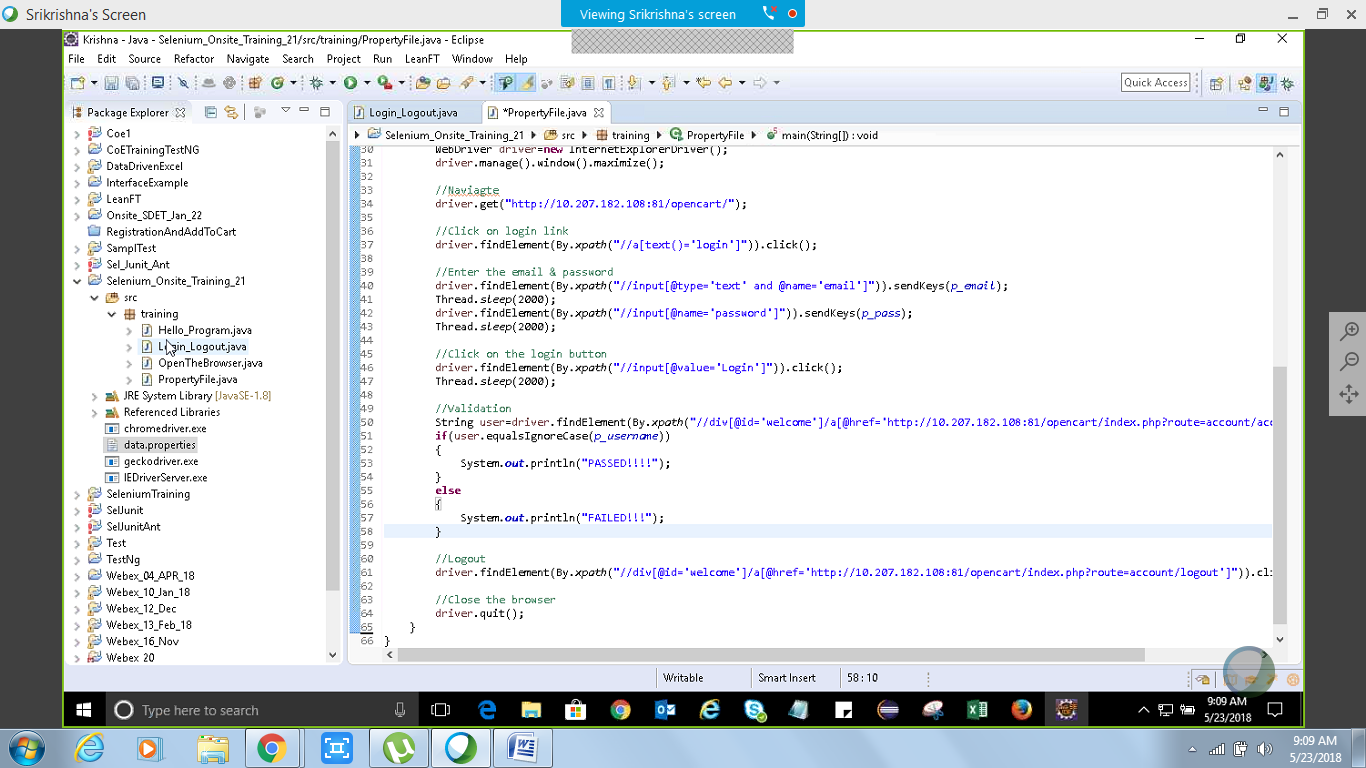 Srikrishna's Screen
Viewing Srikrishna's screen
Krishna - Java - Selenium_Onsite_Training_21/src/training/PropertyFile.java - Eclipse
File Edit Source Refactor Navigate Search Project Run LeanFT Window Help
Quick Access
Package Explorer
Login_Logout.java
*PropertyFile.java
Selenium_Onsite_Training_21 src training PropertyFile main(String[]) : void
Coe1
CoETrainingTestNG
DataDrivenExcel
InterfaceExample
LeanFT
Onsite_SDET_Jan_22
RegistrationAndAddToCart
SamplTest
Sel_Junit_Ant
Selenium_Onsite_Training_21
src
training
Hello_Program.java
Login_Logout.java
OpenTheBrowser.java
PropertyFile.java
JRE System Library [JavaSE-1.8]
Referenced Libraries
chromedriver.exe
data.properties
geckodriver.exe
IEDriverServer.exe
SeleniumTraining
SelJunit
SelJunitAnt
Test
TestNg
Webex_04_APR_18
Webex_10_Jan_18
Webex_12_Dec
Webex_13_Feb_18
Webex_16_Nov
Webex 20
30 WebDriver driver=new InternetExplorerDriver();
31 driver.manage().window().maximize();
32
33 //Naviagte
34 driver.get("http://10.207.182.108:81/opencart/");
35
36 //Click on login link
37 driver.findElement(By.xpath("//a[text()='login']")).click();
38
39 //Enter the email & password
40 driver.findElement(By.xpath("//input[@type='text' and @name='email']")).sendKeys(p_email);
41 Thread.sleep(2000);
42 driver.findElement(By.xpath("//input[@name='password']")).sendKeys(p_pass);
43 Thread.sleep(2000);
44
45 //Click on the login button
46 driver.findElement(By.xpath("//input[@value='Login']")).click();
47 Thread.sleep(2000);
48
49 //Validation
50 String user=driver.findElement(By.xpath("//div[@id='welcome']/a[@href='http://10.207.182.108:81/opencart/index.php?route=account/acc
51 if(user.equalsIgnoreCase(p_username))
52 {
53 System.out.println("PASSED!!!!");
54 }
55 else
56 {
57 System.out.println("FAILED!!!");
58 }
59
60 //Logout
61 driver.findElement(By.xpath("//div[@id='welcome']/a[@href='http://10.207.182.108:81/opencart/index.php?route=account/logout']")).cli
62
63 //Close the browser
64 driver.quit();
65 }
66 }
Writable Smart Insert 58 : 10
Type here to search
9:09 AM
5/23/2018
9:09 AM
5/23/2018